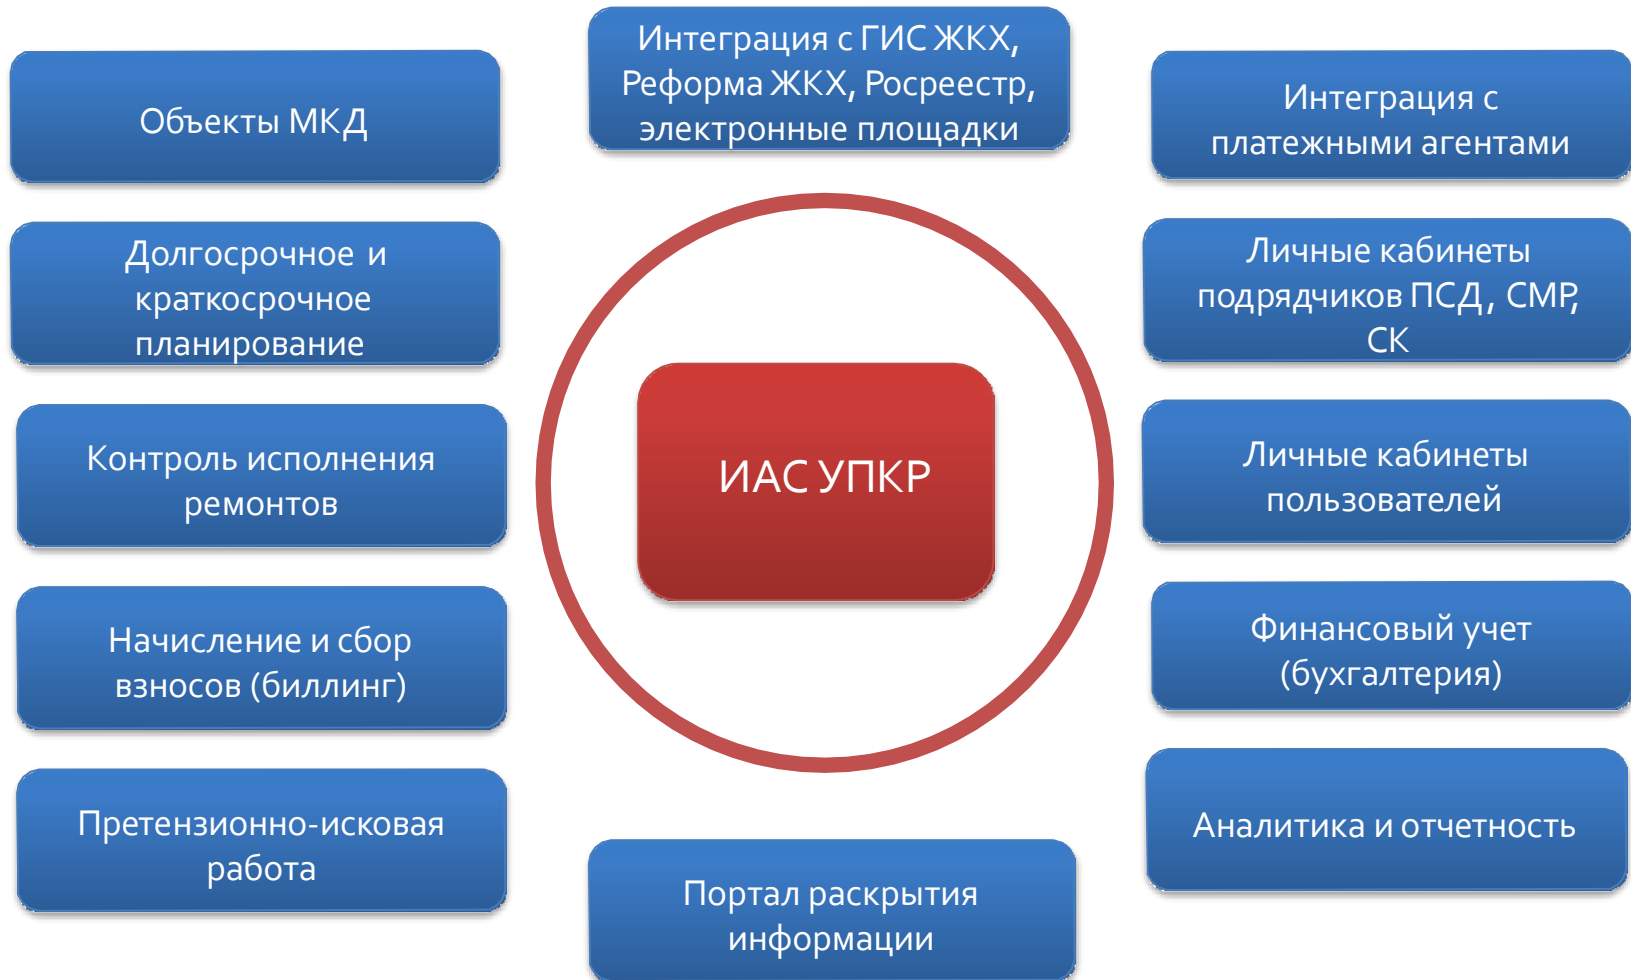 Объекты МКД
Долгосрочное и
краткосрочное
планирование
Контроль исполнения
ремонтов
Начисление и сбор
взносов (биллинг)
Претензионно-исковая
работа
Интеграция с ГИС ЖКХ,
Реформа ЖКХ, Росреестр,
электронные площадки
ИАС УПКР
Портал раскрытия
информации
Интеграция с
платежными агентами
Личные кабинеты
подрядчиков ПСД, СМР,
СК
Личные кабинеты
пользователей
Финансовый учет
(бухгалтерия)
Аналитика и отчетность